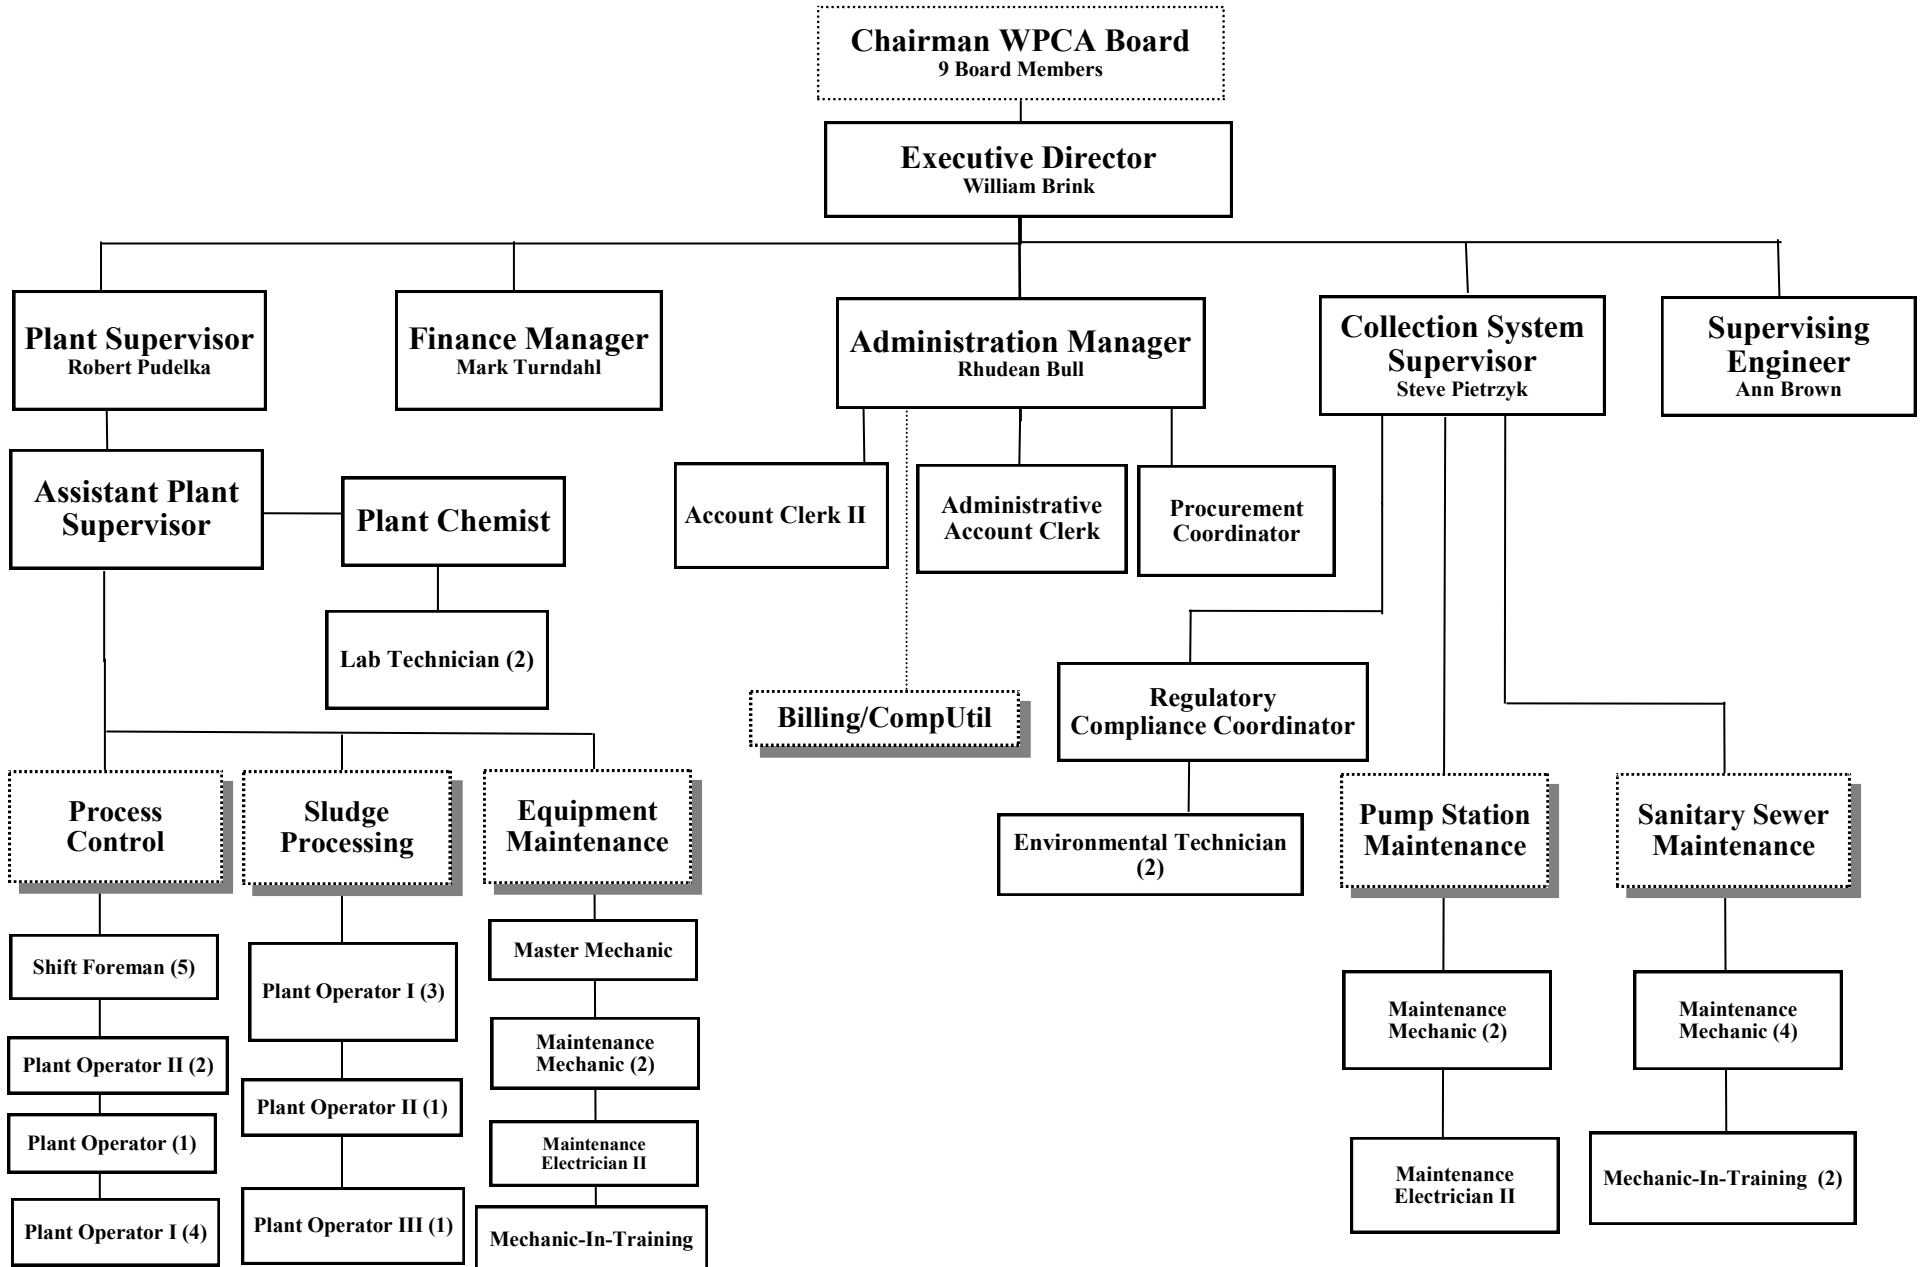 Chairman WPCA Board
9 Board Members
Executive Director
William Brink
Plant Supervisor
Robert Pudelka
Finance Manager
Mark Turndahl
Administration Manager
Rhudean Bull
Collection System
Supervisor
Steve Pietrzyk
Supervising
Engineer
Ann Brown
Assistant Plant
Supervisor
Plant Chemist
Account Clerk II
Administrative
Account Clerk
Procurement
Coordinator
Lab Technician (2)
Billing/CompUtil
Regulatory
Compliance Coordinator
Process
Control
Sludge
Processing
Equipment
Maintenance
Environmental Technician
(2)
Pump Station
Maintenance
Sanitary Sewer
Maintenance
Shift Foreman (5)
Plant Operator II (2)
Plant Operator (1)
Plant Operator I (4)
Plant Operator I (3)
Plant Operator II (1)
Plant Operator III (1)
Master Mechanic
Maintenance
Mechanic (2)
Maintenance
Electrician II
Mechanic-In-Training
Maintenance
Mechanic (2)
Maintenance
Electrician II
Maintenance
Mechanic (4)
Mechanic-In-Training (2)